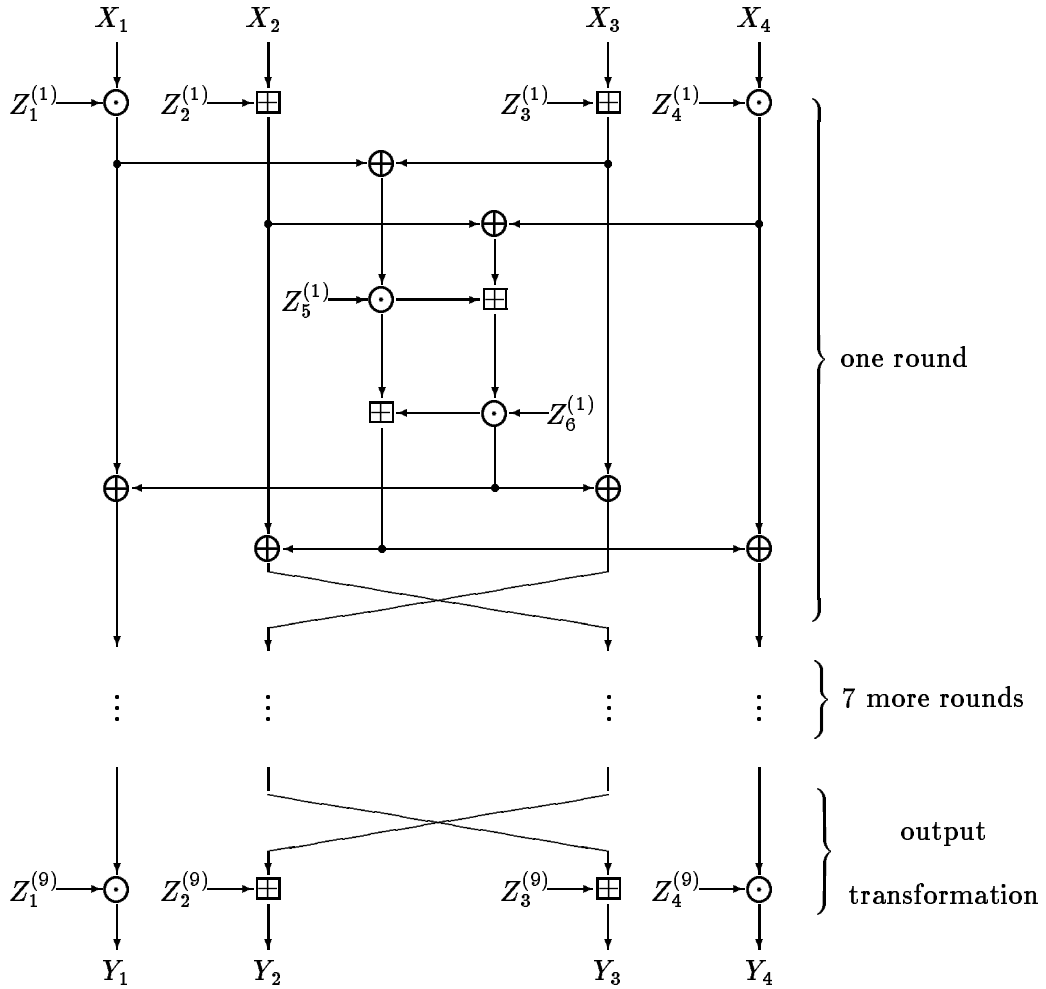 X₁ X₂ X₃ X₄
Z₁⁽¹⁾ Z₂⁽¹⁾ Z₃⁽¹⁾ Z₄⁽¹⁾
Z₅⁽¹⁾
one round
Z₆⁽¹⁾
7 more rounds
output
transformation
Z₁⁽⁹⁾ Z₂⁽⁹⁾ Z₃⁽⁹⁾ Z₄⁽⁹⁾
Y₁ Y₂ Y₃ Y₄